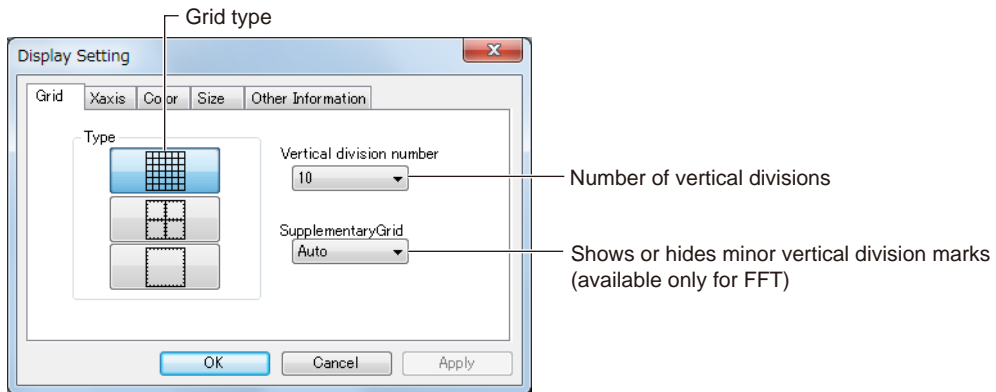 Grid type
Display Setting
Grid
Xaxis
Color
Size
Other Information
Type
Vertical division number
10
Number of vertical divisions
SupplementaryGrid
Auto
Shows or hides minor vertical division marks
(available only for FFT)
OK
Cancel
Apply